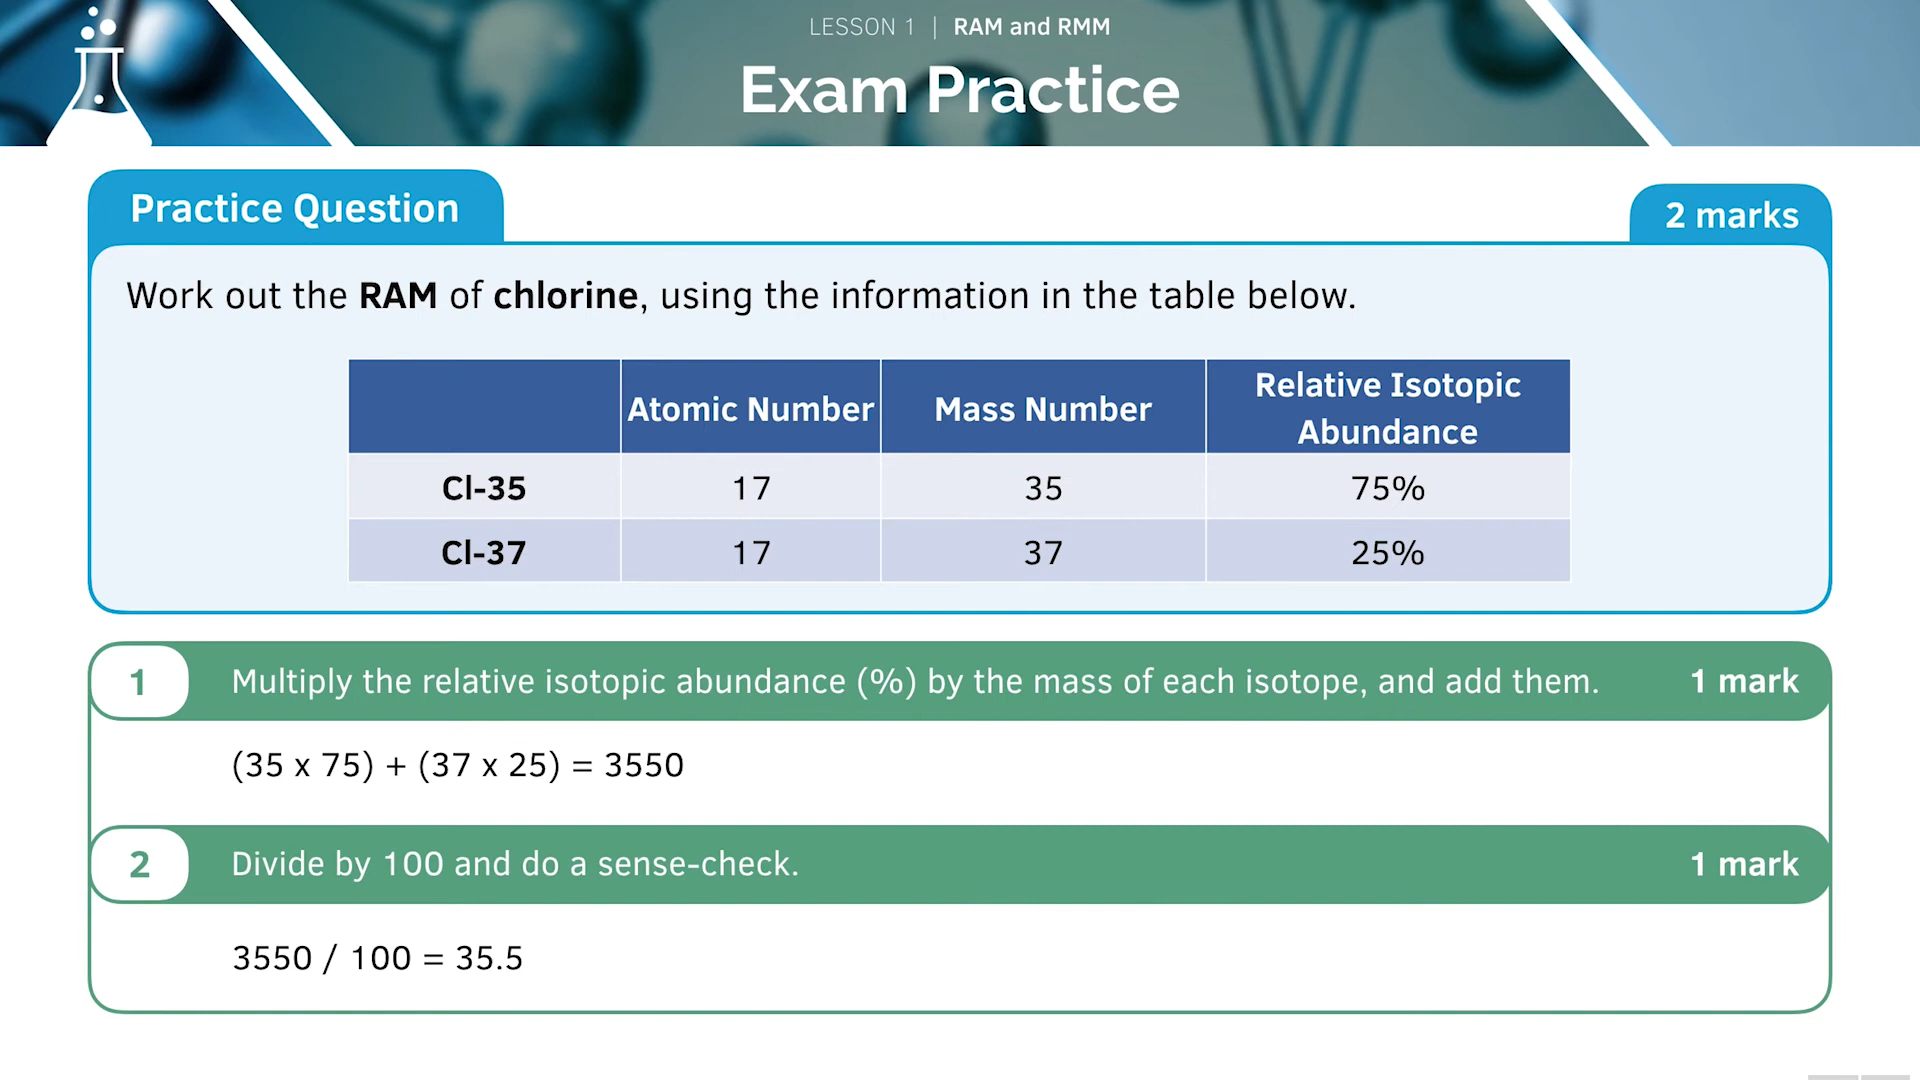 LESSON 1 | RAM and RMM
Exam Practice
Practice Question
2 marks
Work out the RAM of chlorine, using the information in the table below.
Atomic Number Mass Number Relative Isotopic
Abundance
Cl-35 17 35 75%
Cl-37 17 37 25%
1 Multiply the relative isotopic abundance (%) by the mass of each isotope, and add them. 1 mark
(35 x 75) + (37 x 25) = 3550
2 Divide by 100 and do a sense-check. 1 mark
3550 / 100 = 35.5